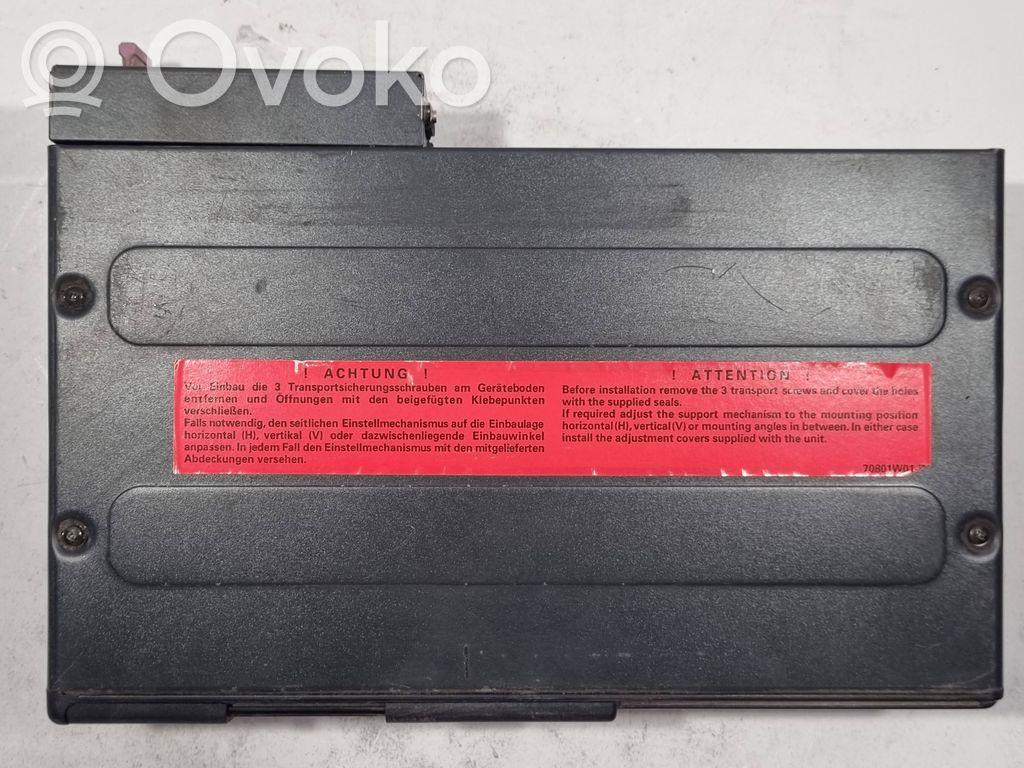 Ovoko
! ACHTUNG !
Vor Einbau die 3 Transportsicherungsschrauben am Geräteboden
entfernen und Öffnungen mit den beigefügten Klebepunkten
verschließen.
Falls notwendig, den seitlichen Einstellmechanismus auf die Einbaulage
horizontal (H), vertikal (V) oder dazwischenliegende Einbauwinkel
anpassen. In jedem Fall den Einstellmechanismus mit den mitgelieferten
Abdeckungen versehen.
! ATTENTION !
Before installation remove the 3 transport screws and cover the holes
with the supplied seals.
If required adjust the support mechanism to the mounting position
horizontal (H), vertical (V) or mounting angles in between. In either case
install the adjustment covers supplied with the unit.
70801W01